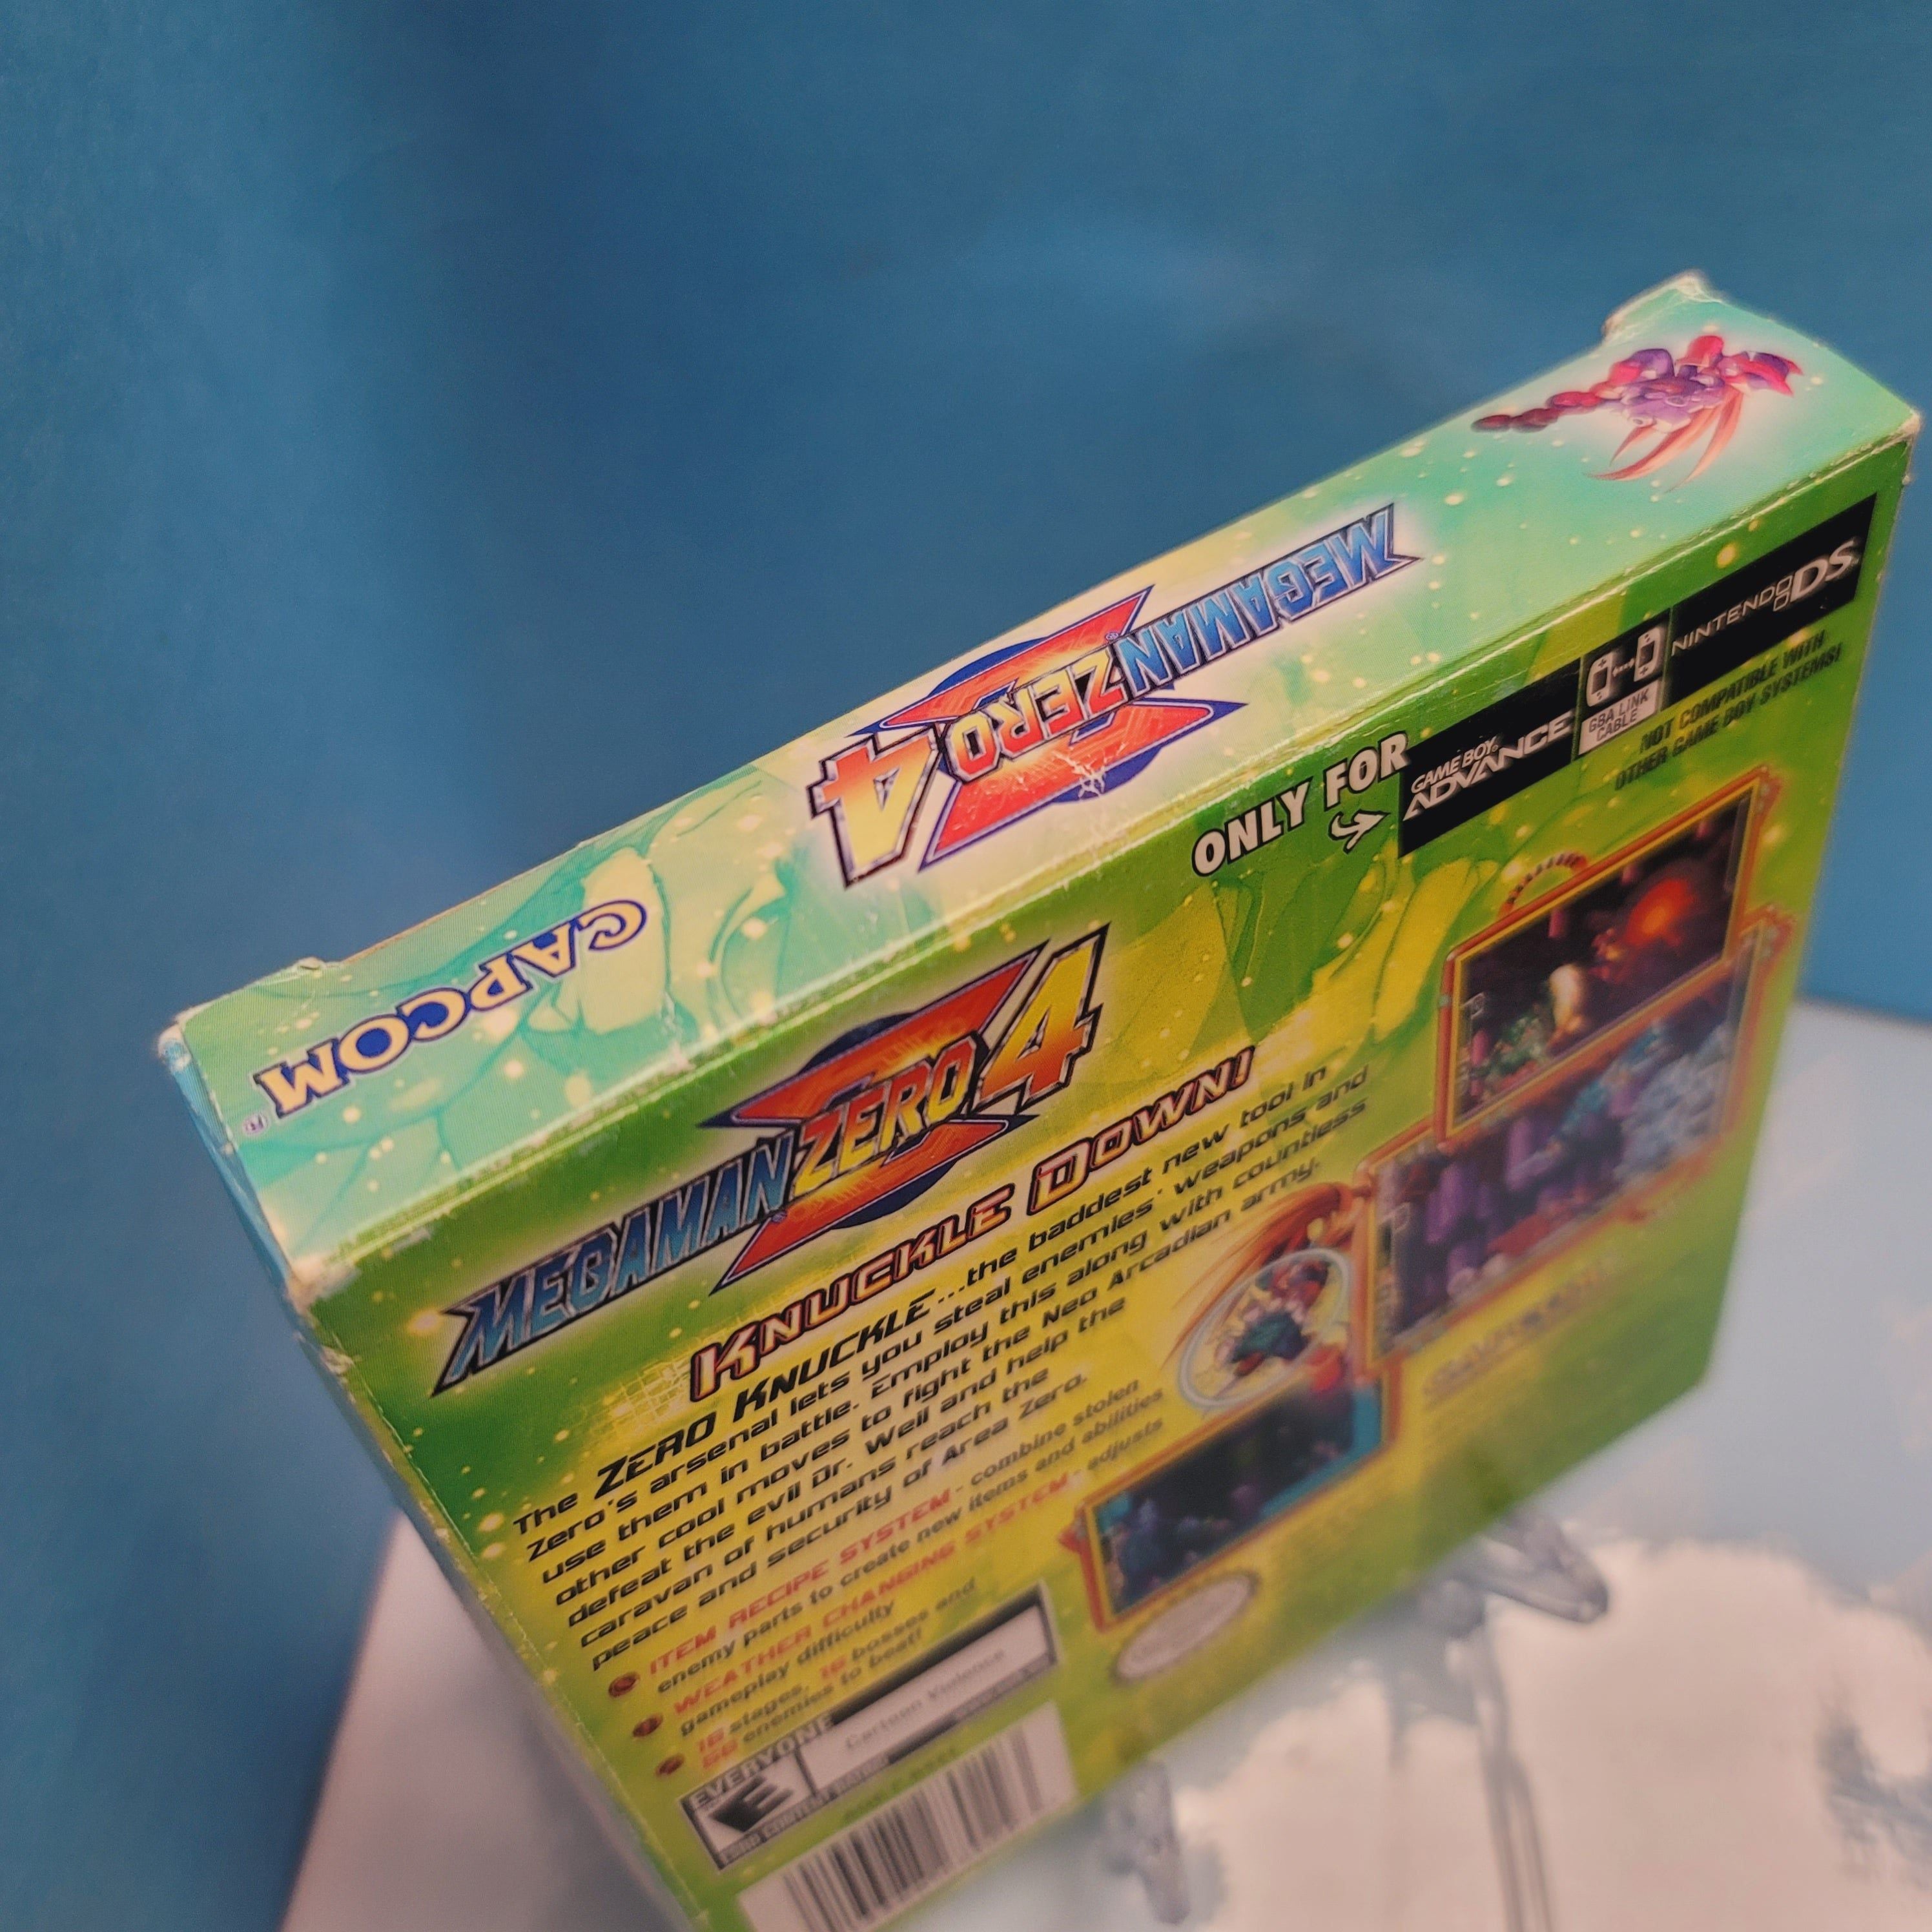 MEGAMAN ZERO 4
CAPCOM®
ONLY FOR
GAME BOY ADVANCE
GBA LINK CABLE
NINTENDO DS
NOT COMPATIBLE WITH
OTHER GAME BOY SYSTEMS!
MEGAMAN ZERO 4
KNUCKLE DOWN!
The ZERO KNUCKLE...the baddest new tool in
Zero's arsenal lets you steal enemies' weapons and
use them in battle. Employ this along with countless
other cool moves to fight the Neo Arcadian army,
defeat the evil Dr. Weil and help the
caravan of humans reach the
peace and security of Area Zero.
ITEM RECIPE SYSTEM - combine stolen
enemy parts to create new items and abilities
WEATHER CHANGING SYSTEM - adjusts
gameplay difficulty
16 stages, 16 bosses and
56 enemies to beat!
EVERYONE
E
Cartoon Violence
ESRB CONTENT RATING